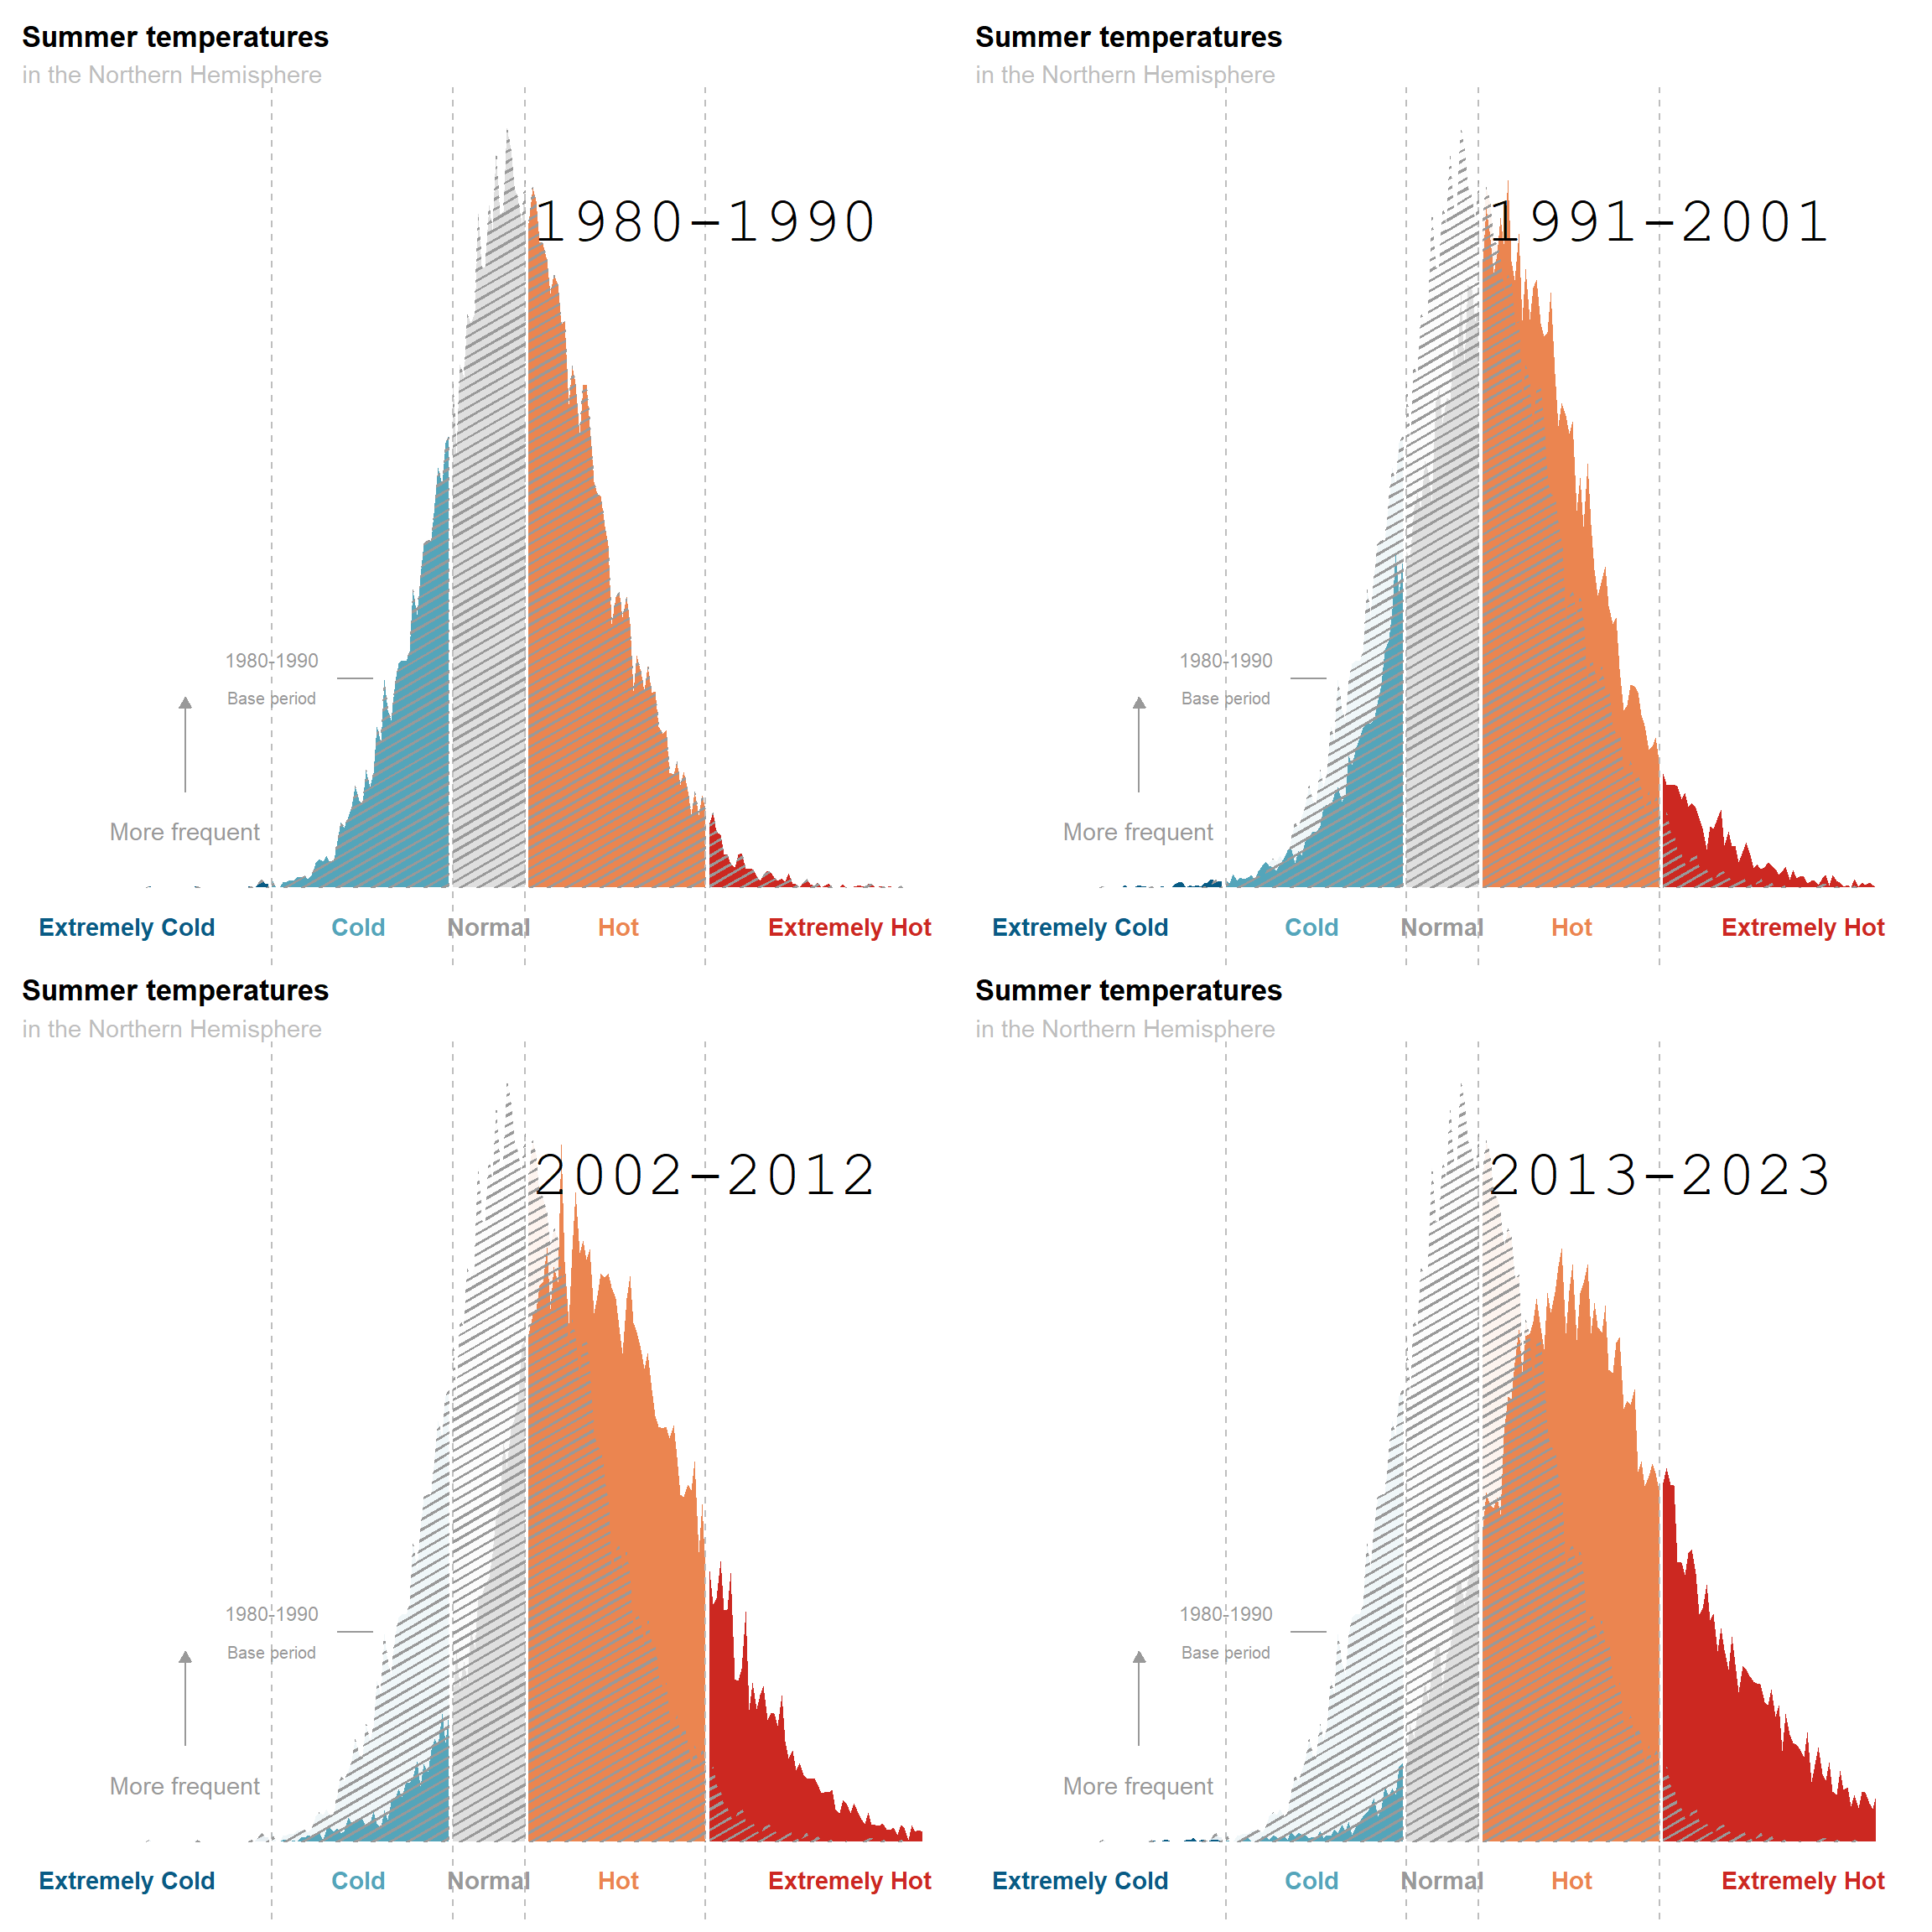 Summer temperatures
in the Northern Hemisphere
1980-1990
1980-1990
Base period
More frequent
Extremely Cold
Cold
Normal
Hot
Extremely Hot
Summer temperatures
in the Northern Hemisphere
1991-2001
1980-1990
Base period
More frequent
Extremely Cold
Cold
Normal
Hot
Extremely Hot
Summer temperatures
in the Northern Hemisphere
2002-2012
1980-1990
Base period
More frequent
Extremely Cold
Cold
Normal
Hot
Extremely Hot
Summer temperatures
in the Northern Hemisphere
2013-2023
1980-1990
Base period
More frequent
Extremely Cold
Cold
Normal
Hot
Extremely Hot